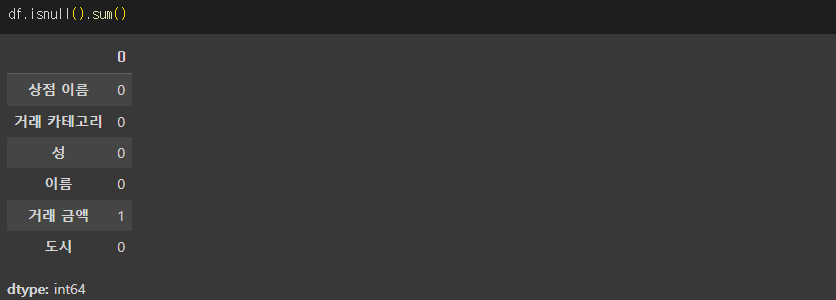 df.isnull().sum()
0
상점 이름 0
거래 카테고리 0
성 0
이름 0
거래 금액 1
도시 0
dtype: int64